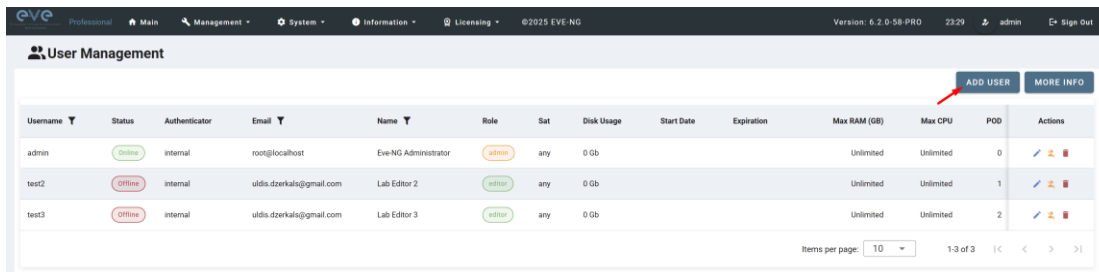 eve Professional Main Management System Information Licensing ©2025 EVE-NG Version: 6.2.0-58-PRO 23:29 admin Sign Out
User Management
ADD USER MORE INFO
Username Status Authenticator Email Name Role Sat Disk Usage Start Date Expiration Max RAM (GB) Max CPU POD Actions
admin Online internal root@localhost Eve-NG Administrator admin any 0 Gb Unlimited Unlimited 0
test2 Offline internal uldis.dzerkals@gmail.com Lab Editor 2 editor any 0 Gb Unlimited Unlimited 1
test3 Offline internal uldis.dzerkals@gmail.com Lab Editor 3 editor any 0 Gb Unlimited Unlimited 2
Items per page: 10 1-3 of 3